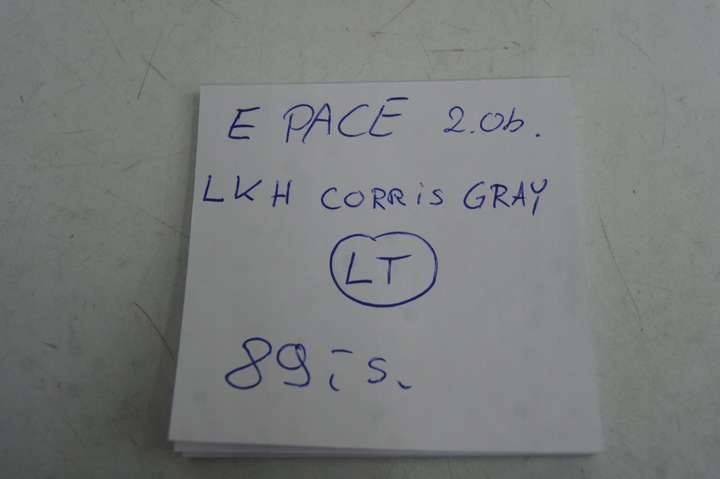 E PACE 2.0b.
LKH CORRiS GRAY
LT
89 i s.